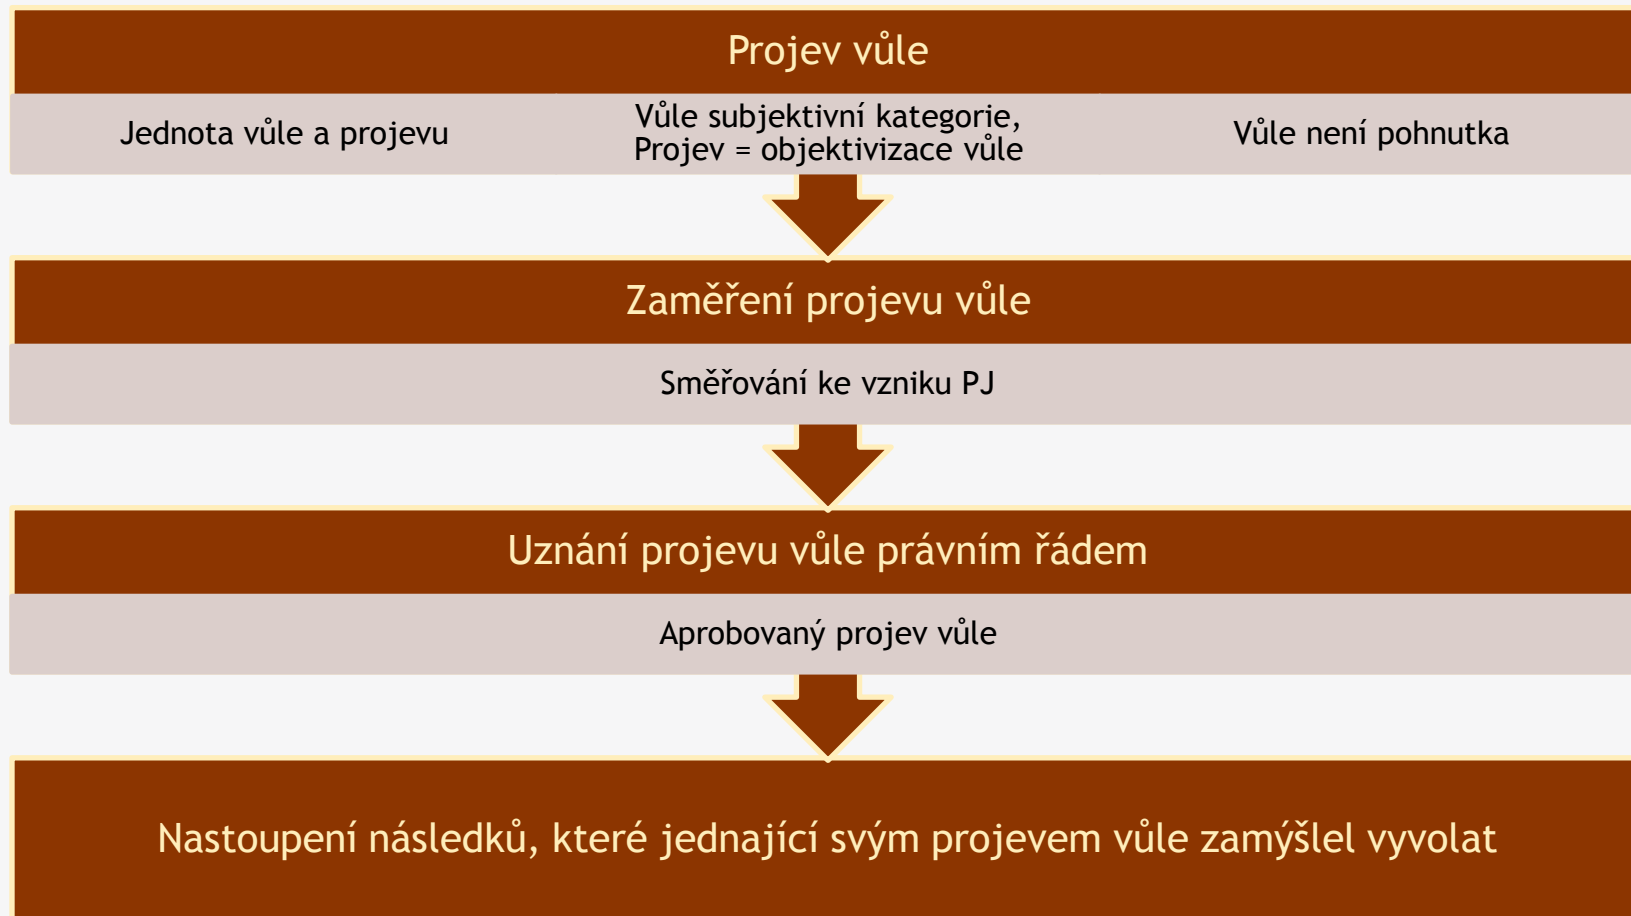 Projev vůle
Jednota vůle a projevu
Vůle subjektivní kategorie,
Projev = objektivizace vůle
Vůle není pohnutka
Zaměření projevu vůle
Směřování ke vzniku PJ
Uznání projevu vůle právním řádem
Aprobovaný projev vůle
Nastoupení následků, které jednající svým projevem vůle zamýšlel vyvolat